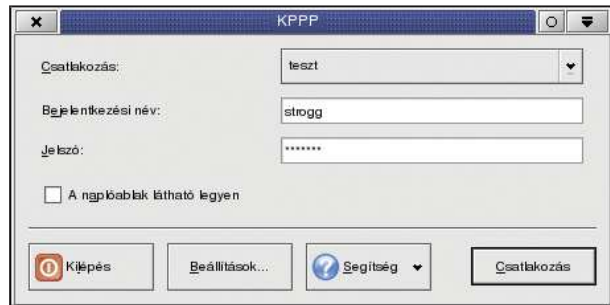 KPPP
Csatlakozás: teszt
Bejelentkezési név: strogg
Jelszó: *******
A naplóablak látható legyen
Kilépés Beállítások... Segítség Csatlakozás